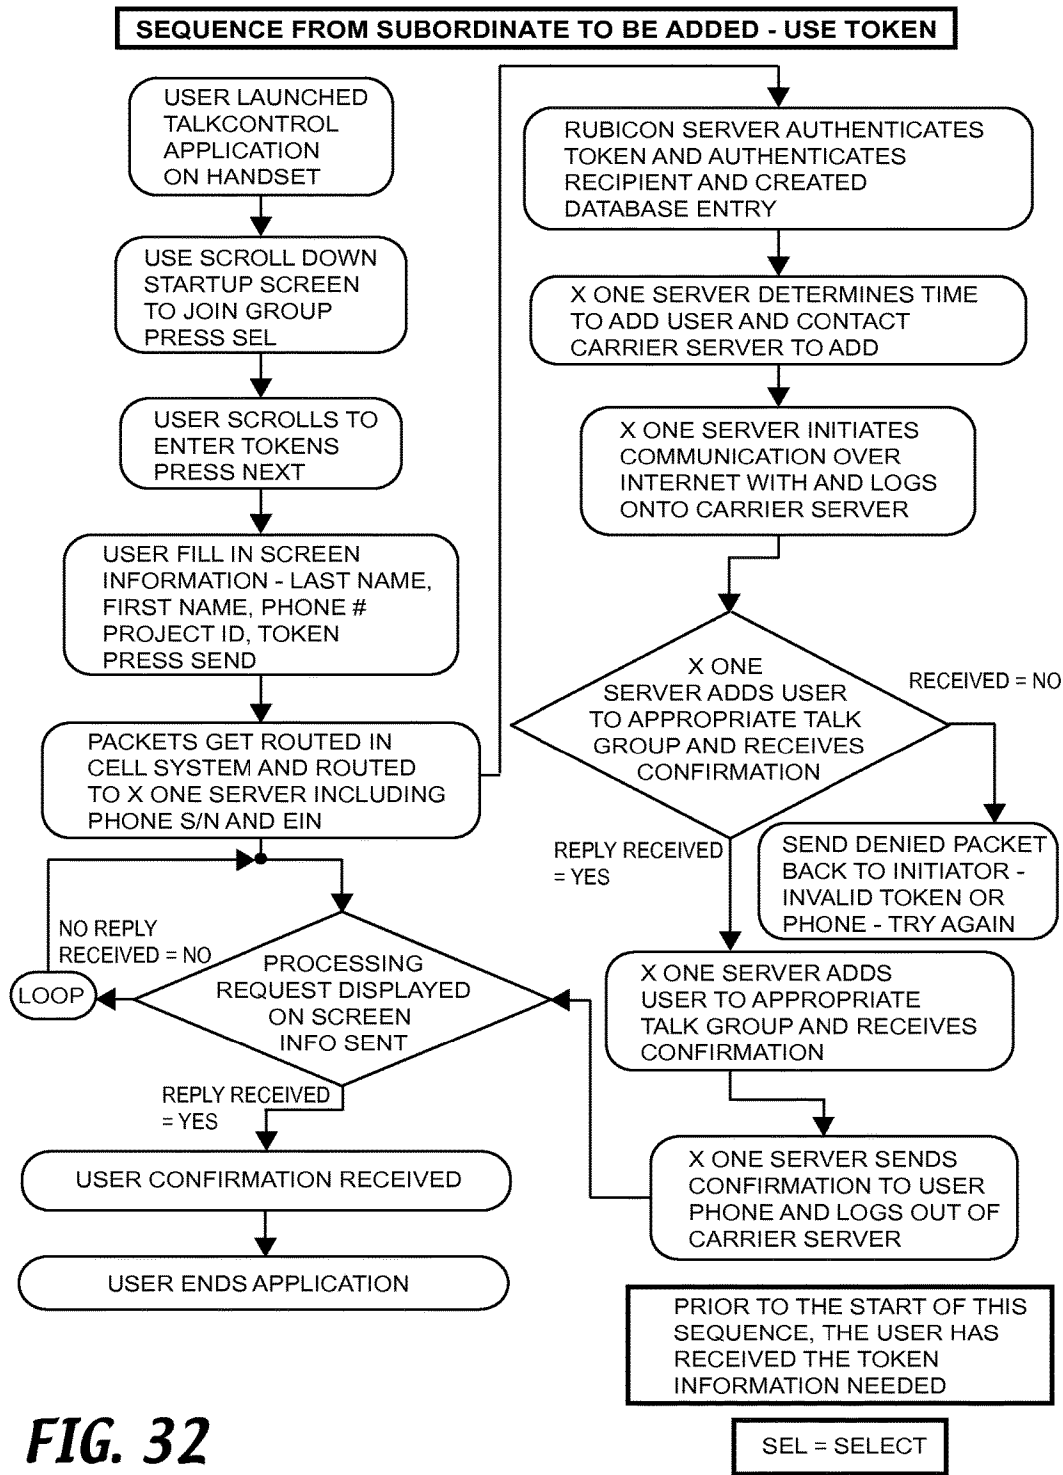 SEQUENCE FROM SUBORDINATE TO BE ADDED - USE TOKEN
USER LAUNCHED
TALKCONTROL
APPLICATION
ON HANDSET
USE SCROLL DOWN
STARTUP SCREEN
TO JOIN GROUP
PRESS SEL
USER SCROLLS TO
ENTER TOKENS
PRESS NEXT
USER FILL IN SCREEN
INFORMATION - LAST NAME,
FIRST NAME, PHONE #
PROJECT ID, TOKEN
PRESS SEND
PACKETS GET ROUTED IN
CELL SYSTEM AND ROUTED
TO X ONE SERVER INCLUDING
PHONE S/N AND EIN
NO REPLY
RECEIVED = NO
LOOP
PROCESSING
REQUEST DISPLAYED
ON SCREEN
INFO SENT
REPLY RECEIVED
= YES
USER CONFIRMATION RECEIVED
USER ENDS APPLICATION
RUBICON SERVER AUTHENTICATES
TOKEN AND AUTHENTICATES
RECIPIENT AND CREATED
DATABASE ENTRY
X ONE SERVER DETERMINES TIME
TO ADD USER AND CONTACT
CARRIER SERVER TO ADD
X ONE SERVER INITIATES
COMMUNICATION OVER
INTERNET WITH AND LOGS
ONTO CARRIER SERVER
X ONE
SERVER ADDS USER
TO APPROPRIATE TALK
GROUP AND RECEIVES
CONFIRMATION
RECEIVED = NO
SEND DENIED PACKET
BACK TO INITIATOR -
INVALID TOKEN OR
PHONE - TRY AGAIN
REPLY RECEIVED
= YES
X ONE SERVER ADDS
USER TO APPROPRIATE
TALK GROUP AND RECEIVES
CONFIRMATION
X ONE SERVER SENDS
CONFIRMATION TO USER
PHONE AND LOGS OUT OF
CARRIER SERVER
PRIOR TO THE START OF THIS
SEQUENCE, THE USER HAS
RECEIVED THE TOKEN
INFORMATION NEEDED
SEL = SELECT
FIG. 32